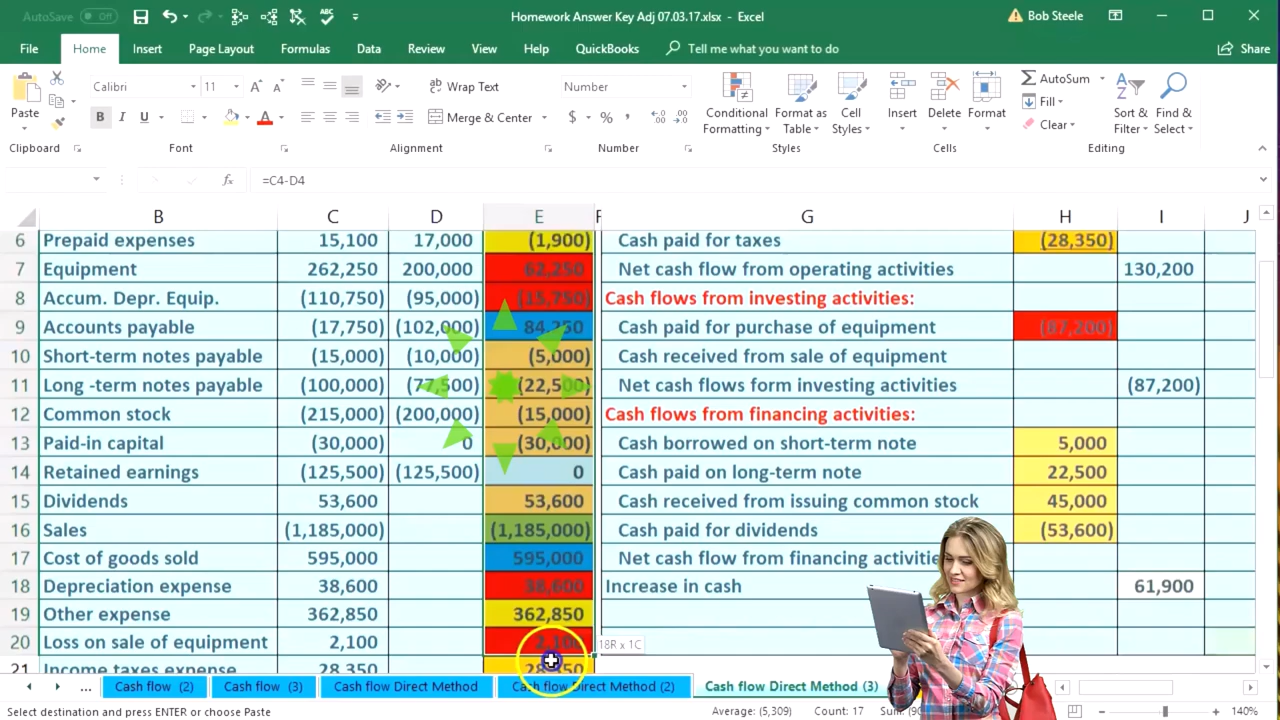 AutoSave Off Homework Answer Key Adj 07.03.17.xlsx - Excel Bob Steele
File Home Insert Page Layout Formulas Data Review View Help QuickBooks Tell me what you want to do Share
Paste Calibri 11 Wrap Text Number Conditional Formatting Format as Table Cell Styles Insert Delete Format AutoSum Fill Clear Sort & Filter Find & Select
B I U A Merge & Center $ % ,
Clipboard Font Alignment Number Styles Cells Editing
fx =C4-D4
B C D E F G H I J
6 Prepaid expenses 15,100 17,000 (1,900) Cash paid for taxes (28,350)
7 Equipment 262,250 200,000 62,250 Net cash flow from operating activities 130,200
8 Accum. Depr. Equip. (110,750) (95,000) (15,750) Cash flows from investing activities:
9 Accounts payable (17,750) (102,000) 84,250 Cash paid for purchase of equipment (87,200)
10 Short-term notes payable (15,000) (10,000) (5,000) Cash received from sale of equipment
11 Long -term notes payable (100,000) (77,500) (22,500) Net cash flows form investing activities (87,200)
12 Common stock (215,000) (200,000) (15,000) Cash flows from financing activities:
13 Paid-in capital (30,000) 0 (30,000) Cash borrowed on short-term note 5,000
14 Retained earnings (125,500) (125,500) 0 Cash paid on long-term note 22,500
15 Dividends 53,600 53,600 Cash received from issuing common stock 45,000
16 Sales (1,185,000) (1,185,000) Cash paid for dividends (53,600)
17 Cost of goods sold 595,000 595,000 Net cash flow from financing
18 Depreciation expense 38,600 38,600 Increase in cash 61,900
19 Other expense 362,850 362,850
20 Loss on sale of equipment 2,100 2,100 18R x 1C
21 Income taxes expense 28,350 28,350
... Cash flow (2) Cash flow (3) Cash flow Direct Method Cash flow Direct Method (2) Cash flow Direct Method (3)
Select destination and press ENTER or choose Paste Average: (5,309) Count: 17 140%